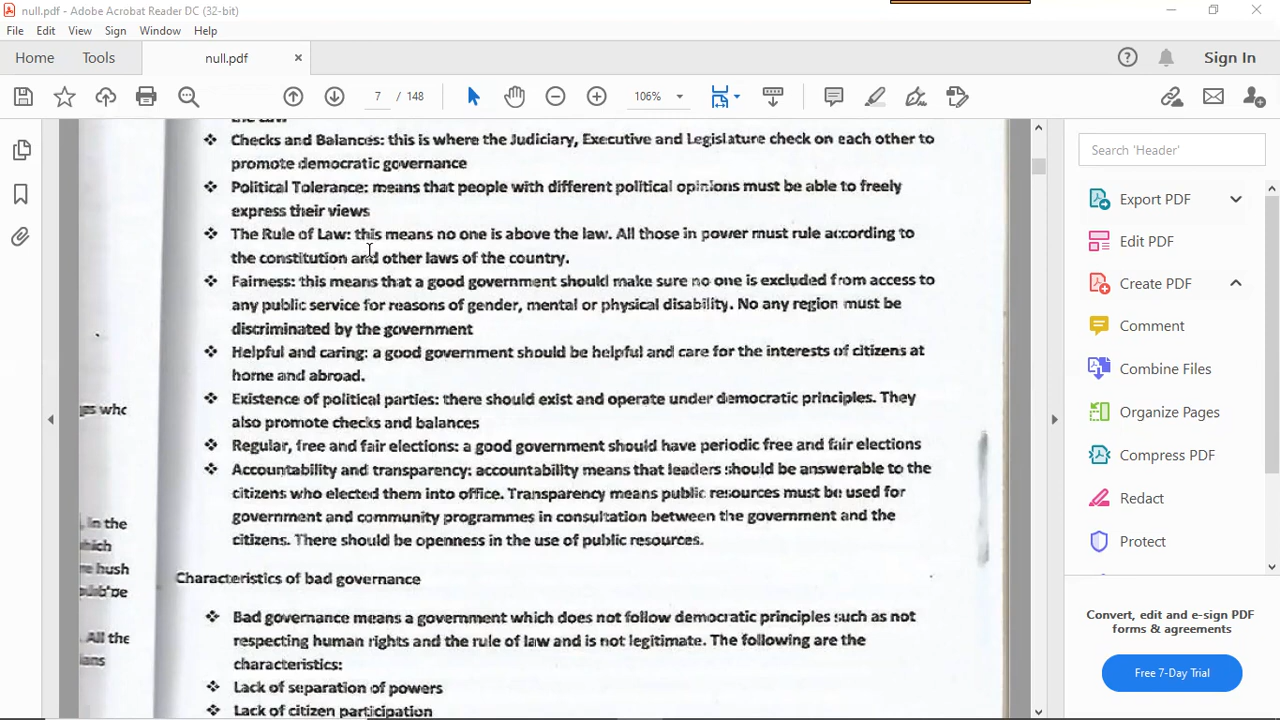 null.pdf - Adobe Acrobat Reader DC (32-bit)
File Edit View Sign Window Help
Home Tools null.pdf Sign In
7 / 148 106%
the Law
Checks and Balances: this is where the Judiciary, Executive and Legislature check on each other to
promote democratic governance
Political Tolerance: means that people with different political opinions must be able to freely
express their views
The Rule of Law: this means no one is above the law. All those in power must rule according to
the constitution and other laws of the country.
Fairness: this means that a good government should make sure no one is excluded from access to
any public service for reasons of gender, mental or physical disability. No any region must be
discriminated by the government
Helpful and caring: a good government should be helpful and care for the interests of citizens at
home and abroad.
Existence of political parties: there should exist and operate under democratic principles. They
also promote checks and balances
Regular, free and fair elections: a good government should have periodic free and fair elections
Accountability and transparency: accountability means that leaders should be answerable to the
citizens who elected them into office. Transparency means public resources must be used for
government and community programmes in consultation between the government and the
citizens. There should be openness in the use of public resources.
Characteristics of bad governance
Bad governance means a government which does not follow democratic principles such as not
respecting human rights and the rule of law and is not legitimate. The following are the
characteristics:
Lack of separation of powers
Lack of citizen participation
who
. In the
hush
. All the
Search 'Header'
Export PDF
Edit PDF
Create PDF
Comment
Combine Files
Organize Pages
Compress PDF
Redact
Protect
Convert, edit and e-sign PDF
forms & agreements
Free 7-Day Trial